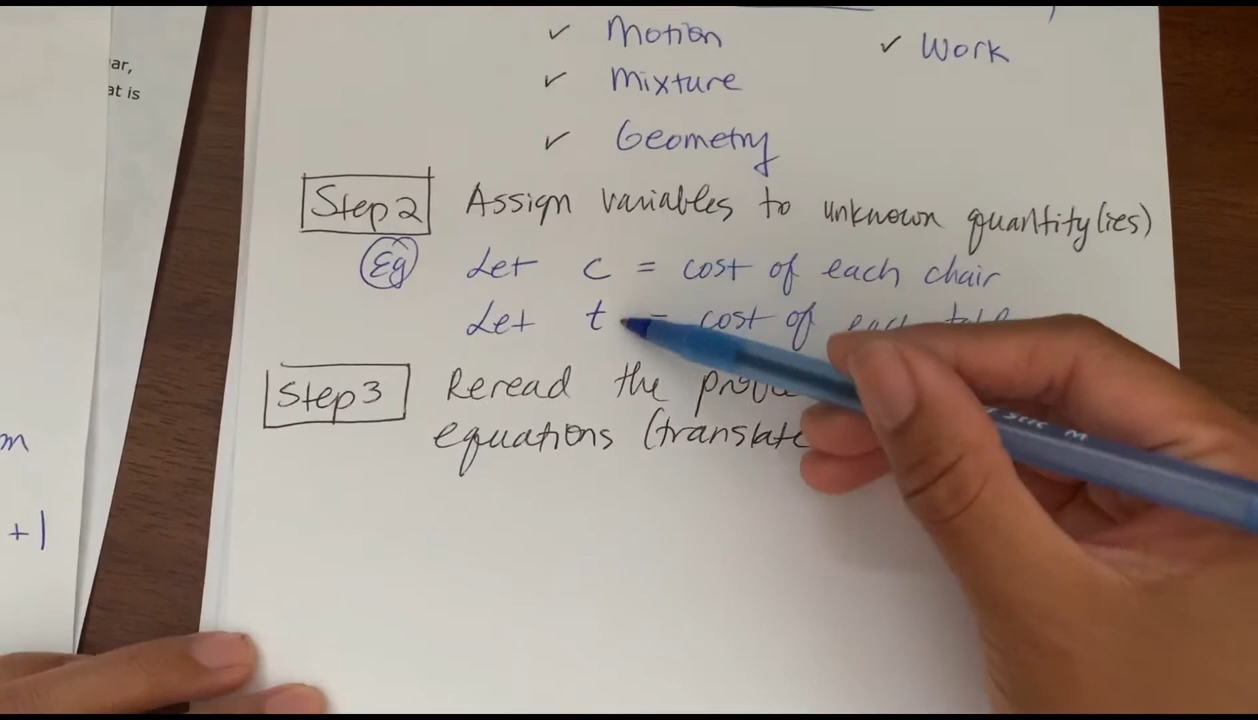 ar,
at is
m
+1
✓ Motion ✓ Work
✓ Mixture
✓ Geometry
Step 2 Assign variables to unknown quantity(ies)
Eg Let c = cost of each chair
Let t = cost of each
Step 3 Reread the
equations (translate